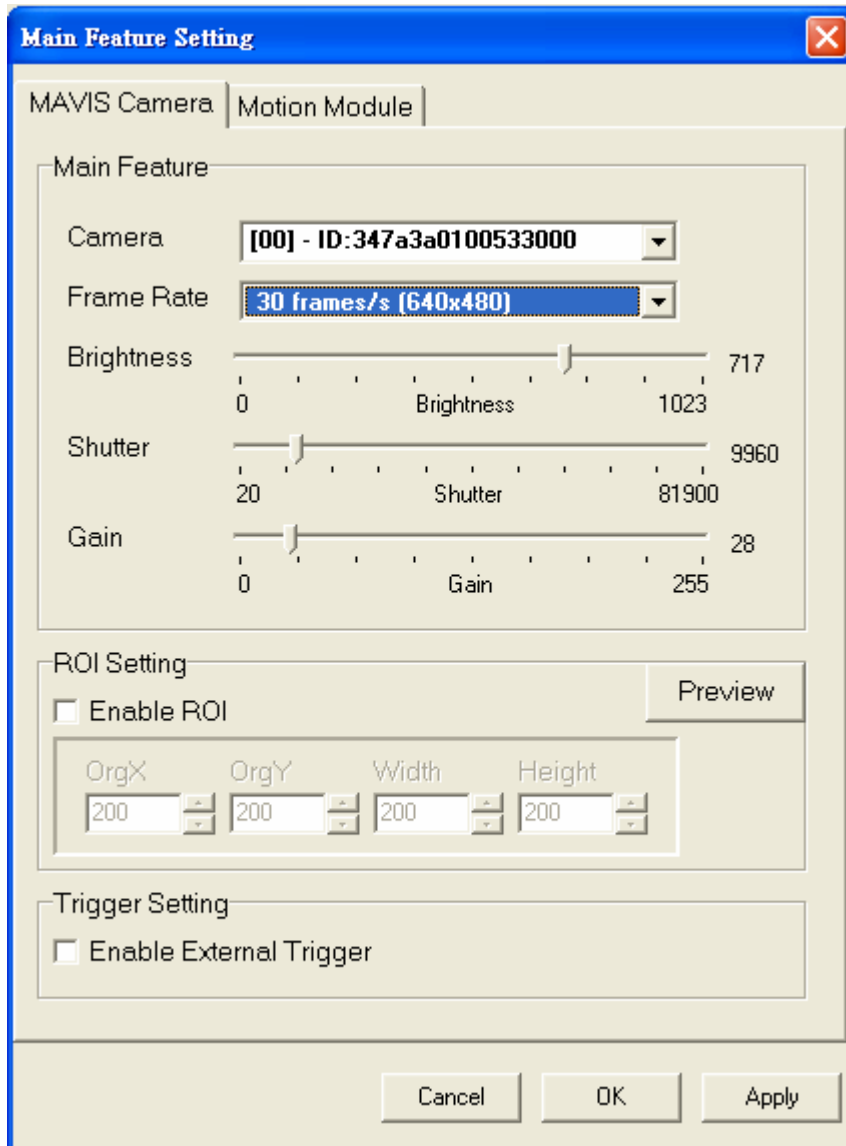 Main Feature Setting
MAVIS Camera Motion Module
Main Feature
Camera [00] - ID:347a3a0100533000
Frame Rate 30 frames/s (640x480)
Brightness 717
0 Brightness 1023
Shutter 9960
20 Shutter 81900
Gain 28
0 Gain 255
ROI Setting
Preview
Enable ROI
OrgX OrgY Width Height
200 200 200 200
Trigger Setting
Enable External Trigger
Cancel OK Apply